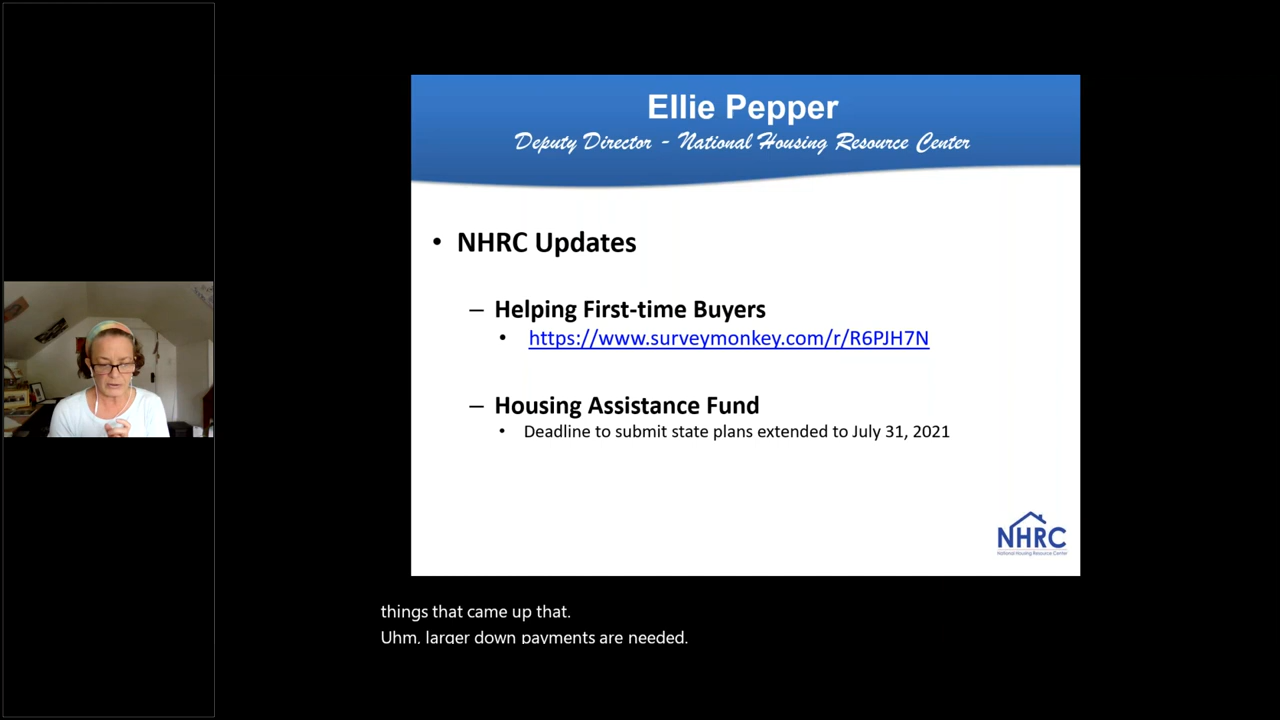 Ellie Pepper
Deputy Director - National Housing Resource Center
• NHRC Updates
– Helping First-time Buyers
• https://www.surveymonkey.com/r/R6PJH7N
– Housing Assistance Fund
• Deadline to submit state plans extended to July 31, 2021
NHRC
National Housing Resource Center
things that came up that.
Uhm, larger down payments are needed.